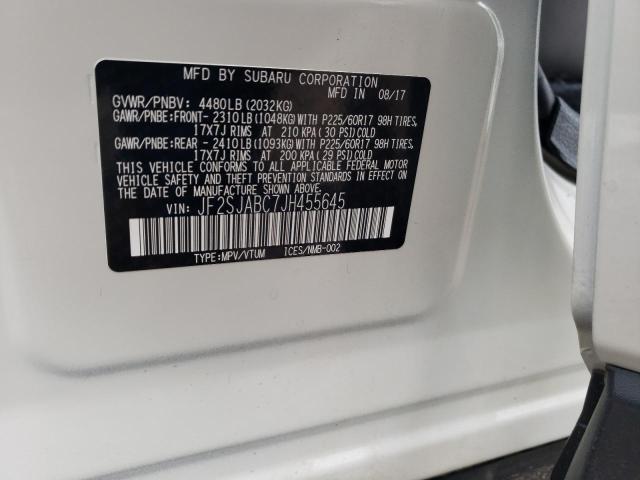 MFD BY SUBARU CORPORATION
MFD IN 08/17
GVWR/PNBV: 4480LB (2032KG)
GAWR/PNBE:FRONT- 2310LB (1048KG) WITH P225/60R17 98H TIRES,
17X7J RIMS AT 210 KPA (30 PSI) COLD
GAWR/PNBE:REAR - 2410LB (1093KG) WITH P225/60R17 98H TIRES,
17X7J RIMS AT 200 KPA (29 PSI) COLD
THIS VEHICLE CONFORMS TO ALL APPLICABLE FEDERAL MOTOR
VEHICLE SAFETY AND THEFT PREVENTION STANDARDS IN EFFECT
ON THE DATE OF MANUFACTURE SHOWN ABOVE.
VIN: JF2SJABC7JH455645
TYPE:MPV/VTUM ICES/NMB-002